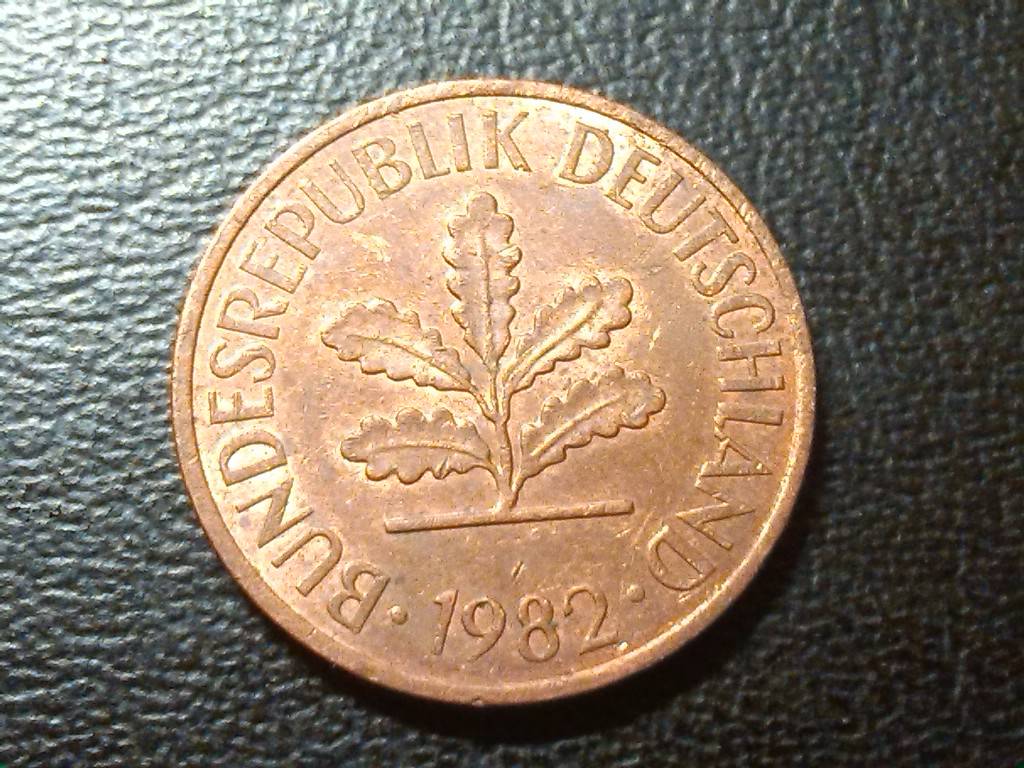 · BUNDESREPUBLIK DEUTSCHLAND ·
1982